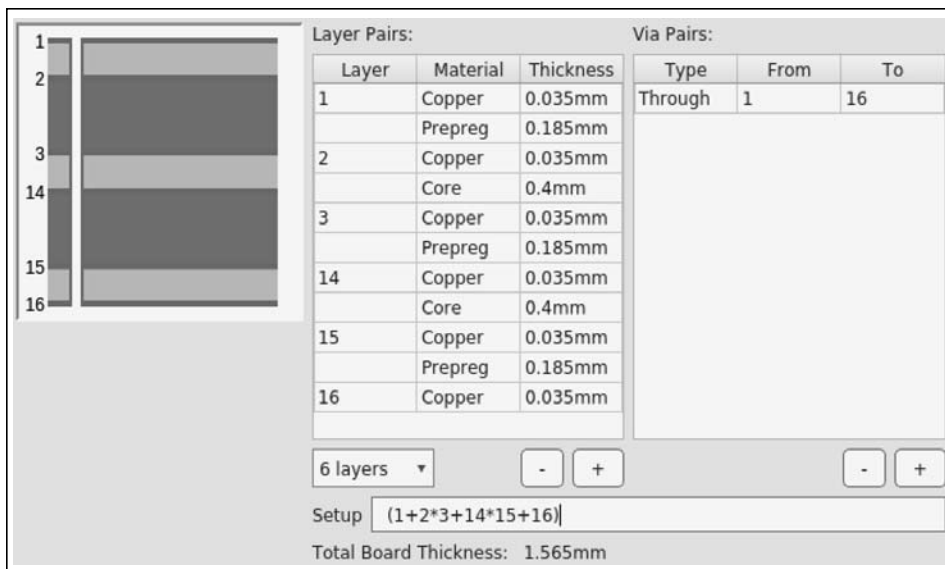 Layer Pairs: Via Pairs:
1
2
3
14
15
16
Layer Material Thickness
1 Copper 0.035mm
Prepreg 0.185mm
2 Copper 0.035mm
Core 0.4mm
3 Copper 0.035mm
Prepreg 0.185mm
14 Copper 0.035mm
Core 0.4mm
15 Copper 0.035mm
Prepreg 0.185mm
16 Copper 0.035mm
Type From To
Through 1 16
6 layers - +
- +
Setup (1+2*3+14*15+16)
Total Board Thickness: 1.565mm